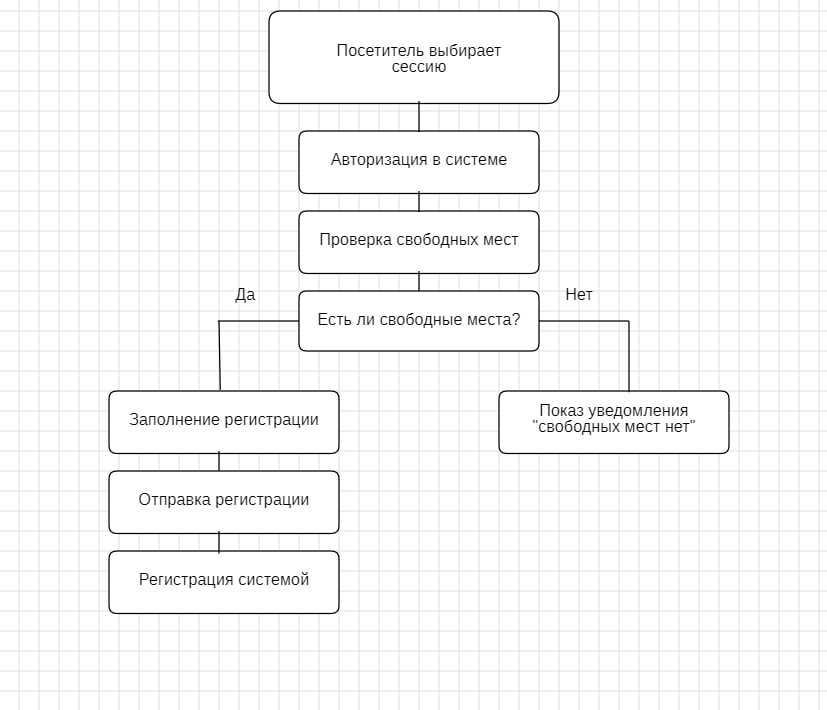 Посетитель выбирает
сессию
Авторизация в системе
Проверка свободных мест
Да
Нет
Есть ли свободные места?
Заполнение регистрации
Показ уведомления
"свободных мест нет"
Отправка регистрации
Регистрация системой